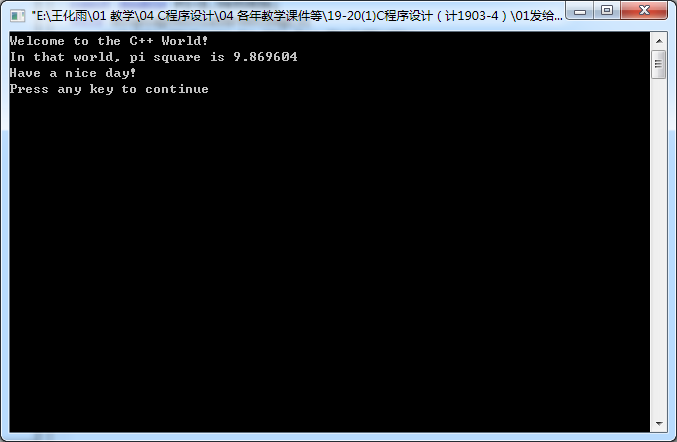 "E:\王化雨\01 教学\04 C程序设计\04 各年教学课件等\19-20(1)C程序设计（计1903-4）\01发给...
Welcome to the C++ World!
In that world, pi square is 9.869604
Have a nice day!
Press any key to continue